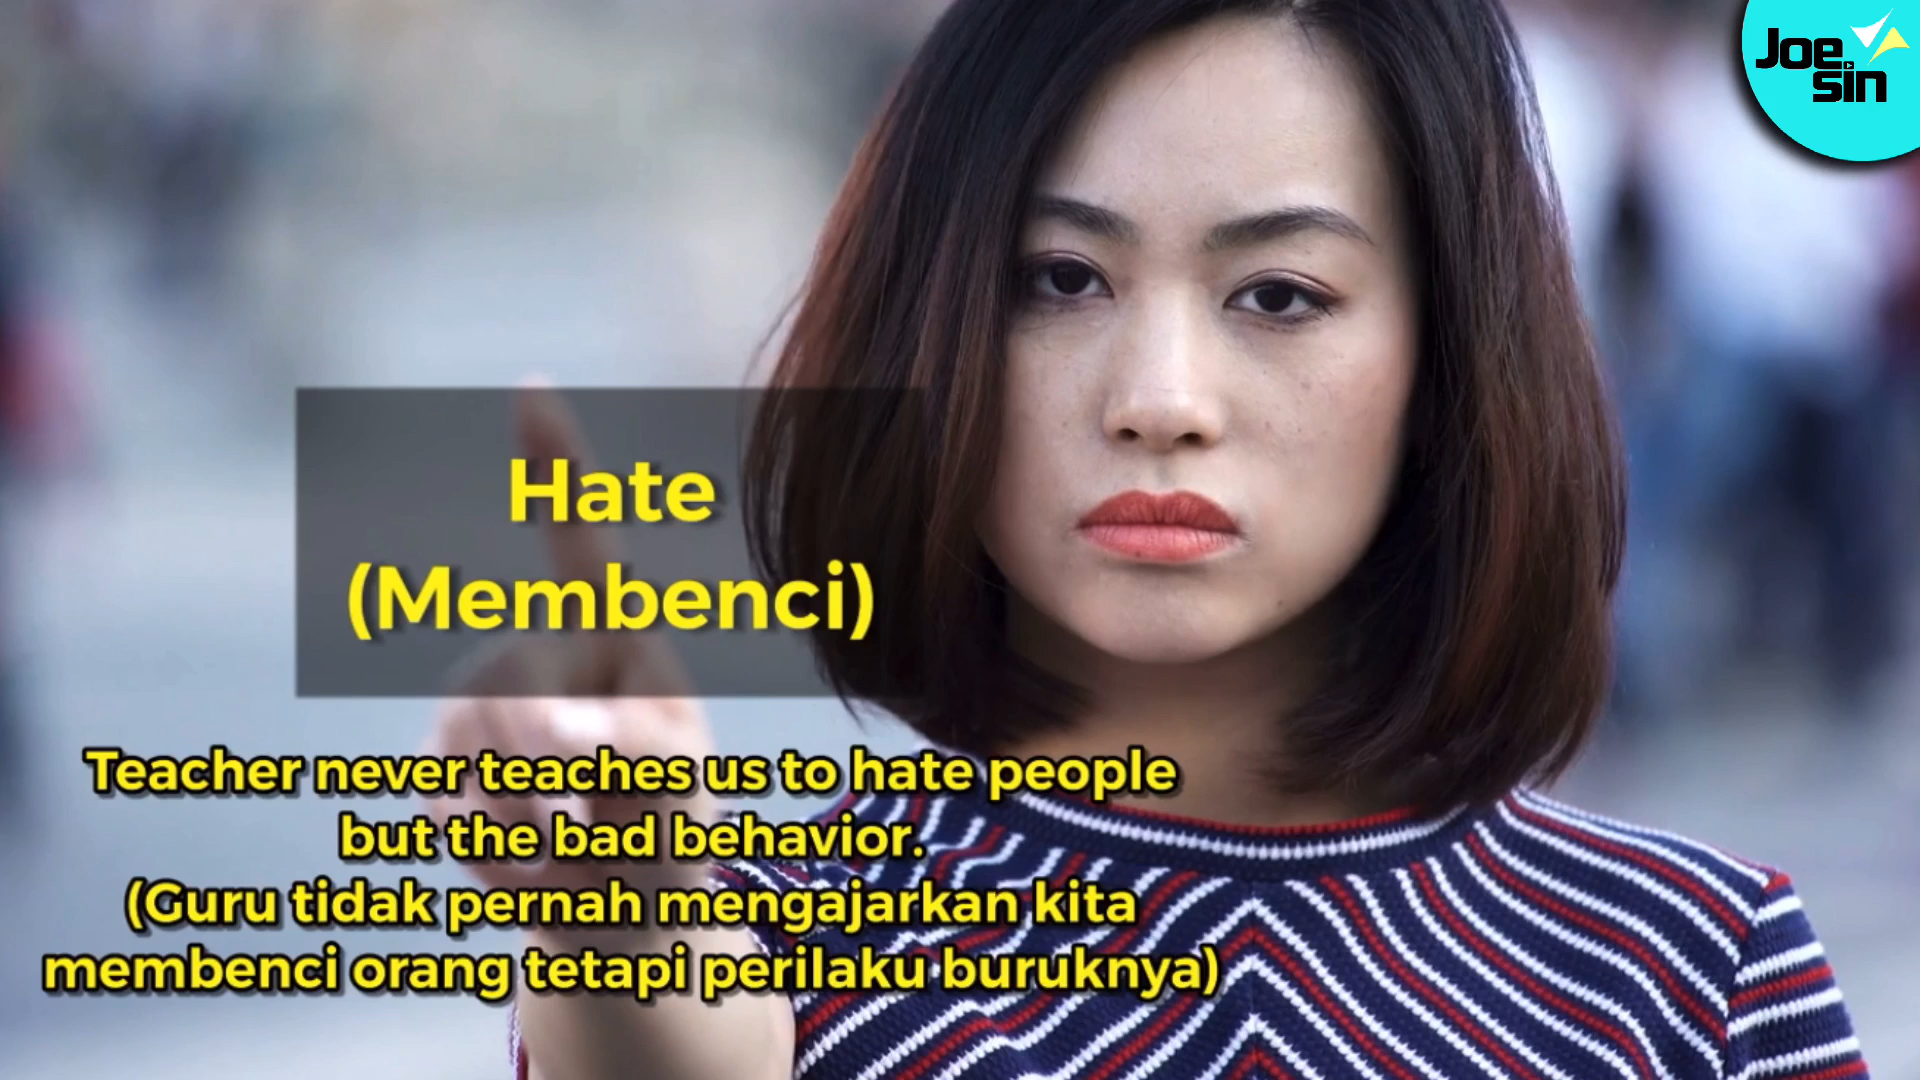 Joe
sin
Hate
(Membenci)
Teacher never teaches us to hate people
but the bad behavior.
(Guru tidak pernah mengajarkan kita
membenci orang tetapi perilaku buruknya)